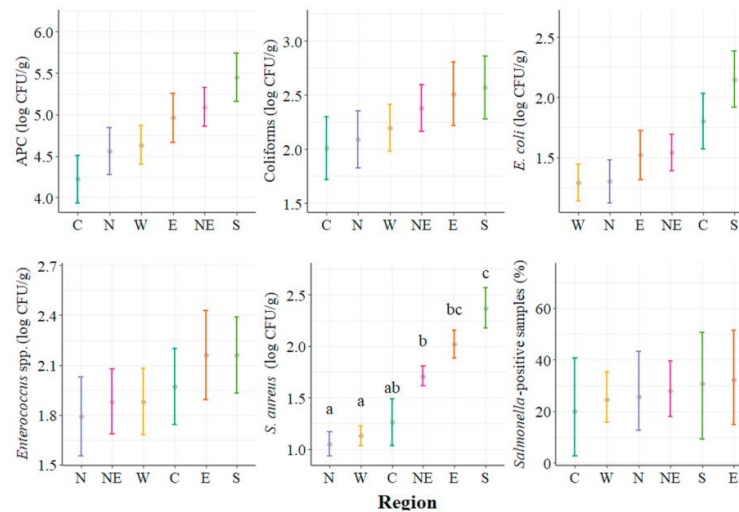 APC (log CFU/g)
6.0
5.5
5.0
4.5
4.0
C N W E NE S
Coliforms (log CFU/g)
3.0
2.5
2.0
1.5
C N W E NE S
E. coli (log CFU/g)
2.5
2.0
1.5
W N E NE C S
Enterococcus spp. (log CFU/g)
2.7
2.4
2.1
1.8
1.5
N NE W C E S
S. aureus (log CFU/g)
2.5
2.0
1.5
1.0
a a ab b bc c
N W C NE E S
Salmonella-positive samples (%)
60
40
20
0
C W N NE S E
Region